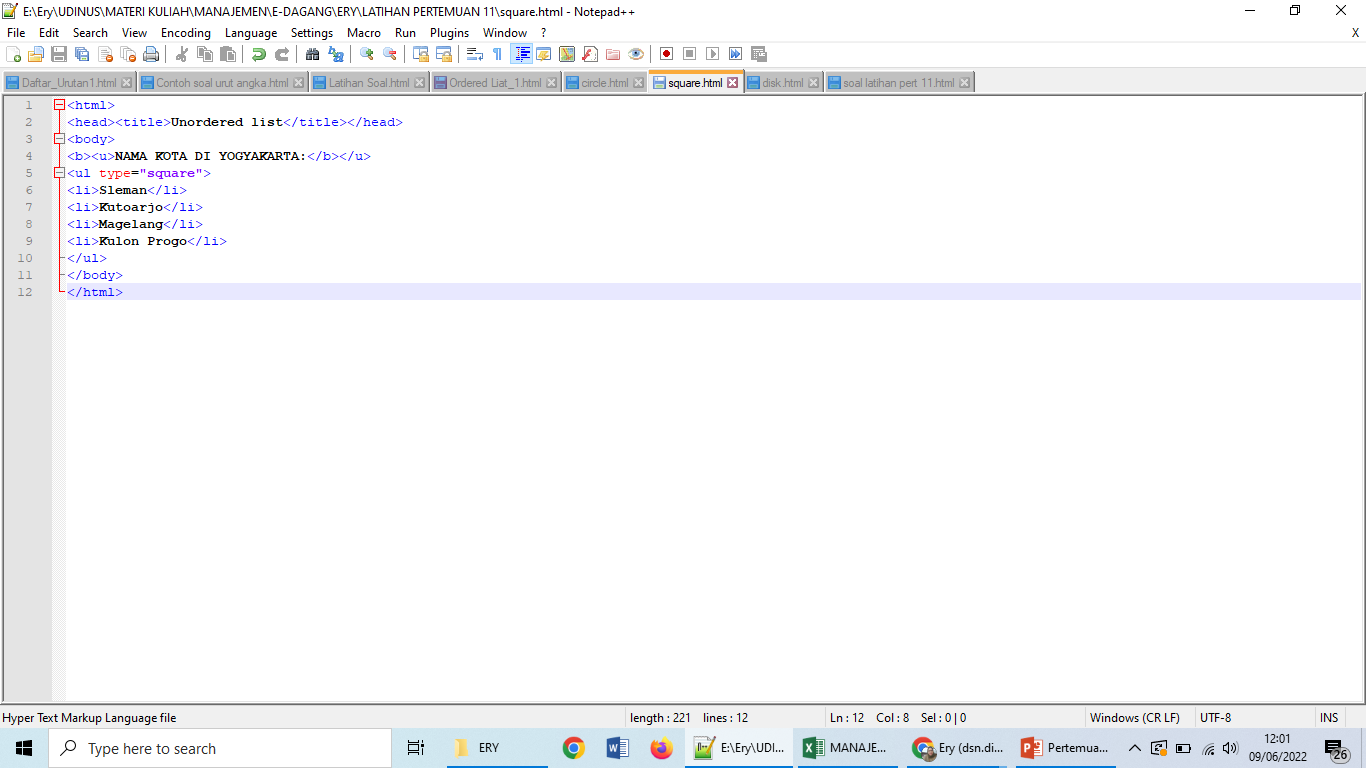 E:\Ery\UDINUS\MATERI KULIAH\MANAJEMEN\E-DAGANG\ERY\LATIHAN PERTEMUAN 11\square.html - Notepad++
File Edit Search View Encoding Language Settings Macro Run Plugins Window ? X
Daftar_Urutan1.html Contoh soal urut angka.html Latihan Soal.html Ordered Liat_1.html circle.html square.html disk.html soal latihan pert 11.html
1 <html>
2 <head><title>Unordered list</title></head>
3 <body>
4 <b><u>NAMA KOTA DI YOGYAKARTA:</b></u>
5 <ul type="square">
6 <li>Sleman</li>
7 <li>Kutoarjo</li>
8 <li>Magelang</li>
9 <li>Kulon Progo</li>
10 </ul>
11 </body>
12 </html>
Hyper Text Markup Language file length : 221 lines : 12 Ln : 12 Col : 8 Sel : 0 | 0 Windows (CR LF) UTF-8 INS
Type here to search ERY E:\Ery\UDI... MANAJE... Ery (dsn.di... Pertemua... 12:01
09/06/2022 26